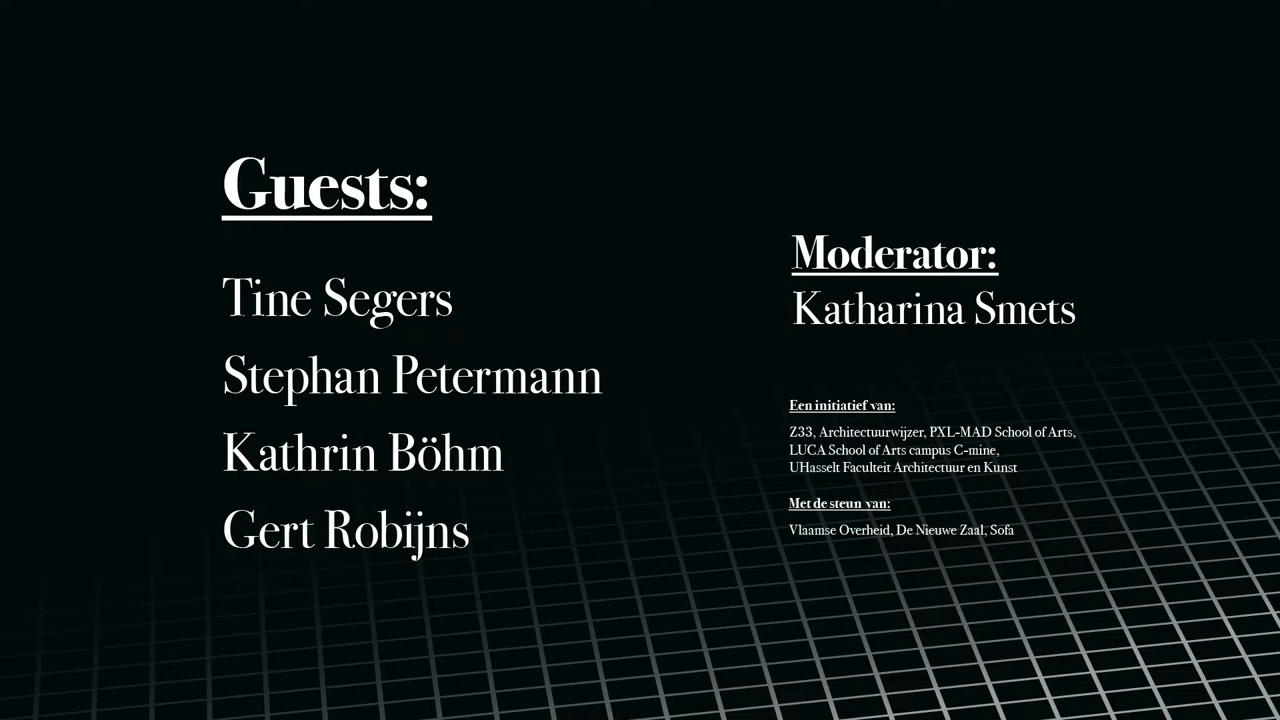 Guests:
Tine Segers
Stephan Petermann
Kathrin Böhm
Gert Robijns
Moderator:
Katharina Smets
Een initiatief van:
Z33, Architectuurwijzer, PXL-MAD School of Arts,
LUCA School of Arts campus C-mine,
UHasselt Faculteit Architectuur en Kunst
Met de steun van:
Vlaamse Overheid, De Nieuwe Zaal, Sofa